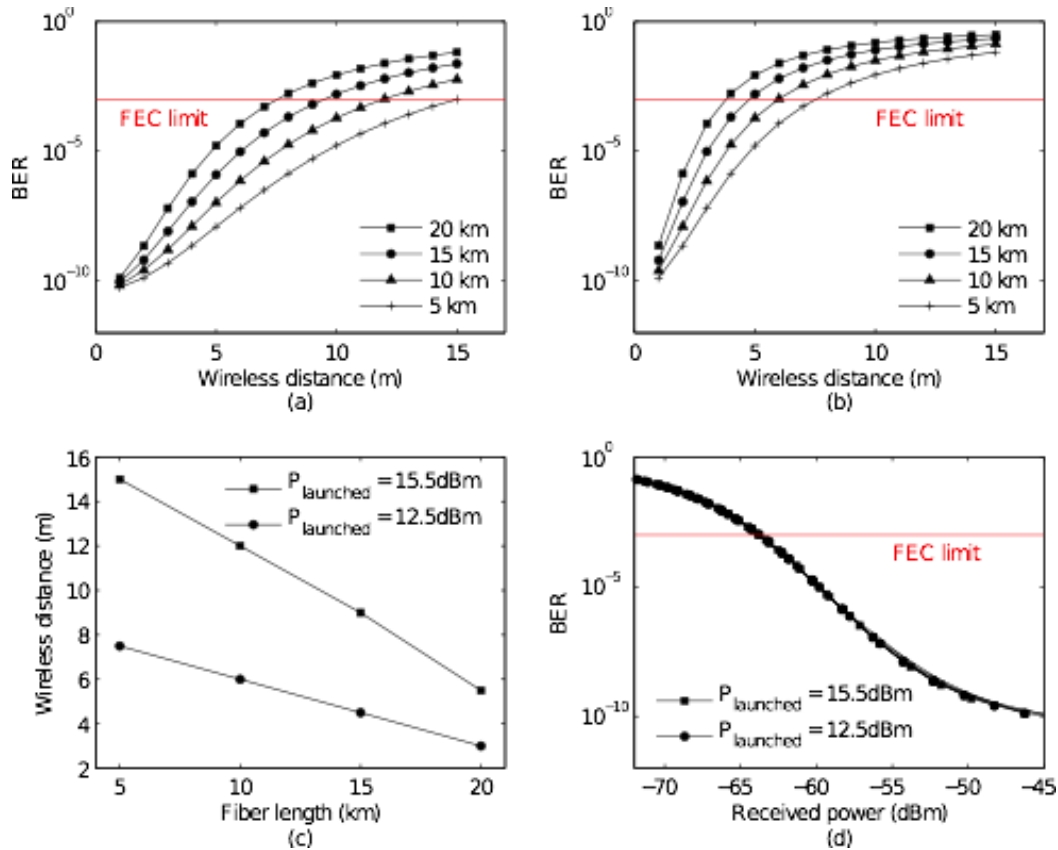 10^0
10^-5
10^-10
BER
FEC limit
20 km
15 km
10 km
5 km
0 5 10 15
Wireless distance (m)
(a)
10^0
10^-5
10^-10
BER
FEC limit
20 km
15 km
10 km
5 km
0 5 10 15
Wireless distance (m)
(b)
16
14
12
10
8
6
4
2
Wireless distance (m)
P_launched = 15.5dBm
P_launched = 12.5dBm
5 10 15 20
Fiber length (km)
(c)
10^0
10^-5
10^-10
BER
FEC limit
P_launched = 15.5dBm
P_launched = 12.5dBm
−70 −65 −60 −55 −50 −45
Received power (dBm)
(d)